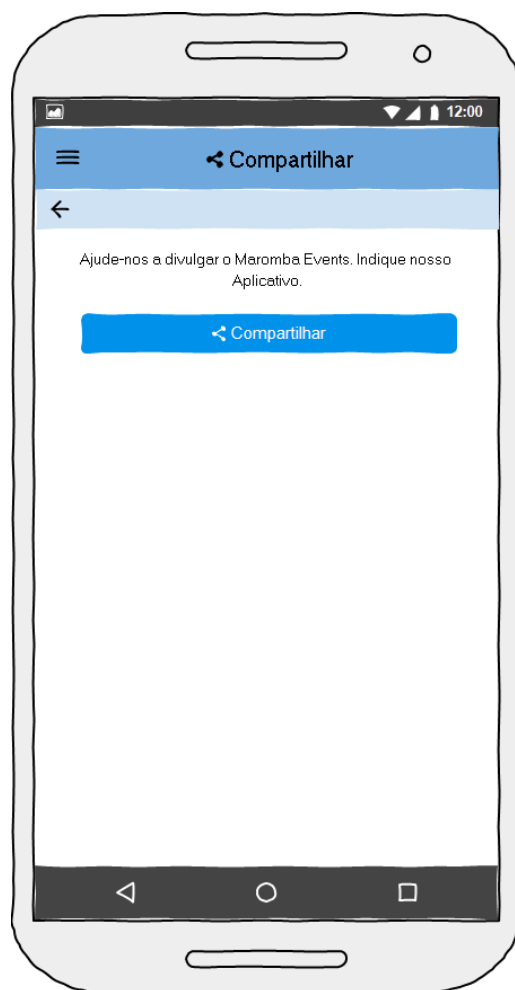 12:00
Compartilhar
Ajude-nos a divulgar o Maromba Events. Indique nosso
Aplicativo.
Compartilhar